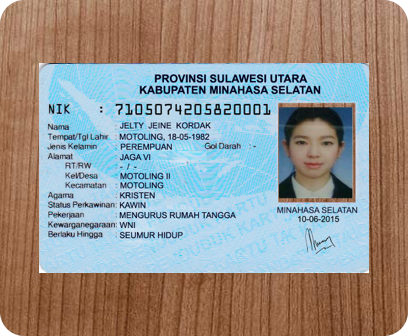 PROVINSI SULAWESI UTARA
KABUPATEN MINAHASA SELATAN
NIK : 7105074205820001
Nama : JELTY JEINE KORDAK
Tempat/Tgl Lahir : MOTOLING, 18-05-1982
Jenis Kelamin : PEREMPUAN Gol Darah : -
Alamat : JAGA VI
RT/RW : - / -
Kel/Desa : MOTOLING II
Kecamatan : MOTOLING
Agama : KRISTEN
Status Perkawinan: KAWIN
Pekerjaan : MENGURUS RUMAH TANGGA
Kewarganegaraan: WNI
Berlaku Hingga : SEUMUR HIDUP
MINAHASA SELATAN
10-06-2015